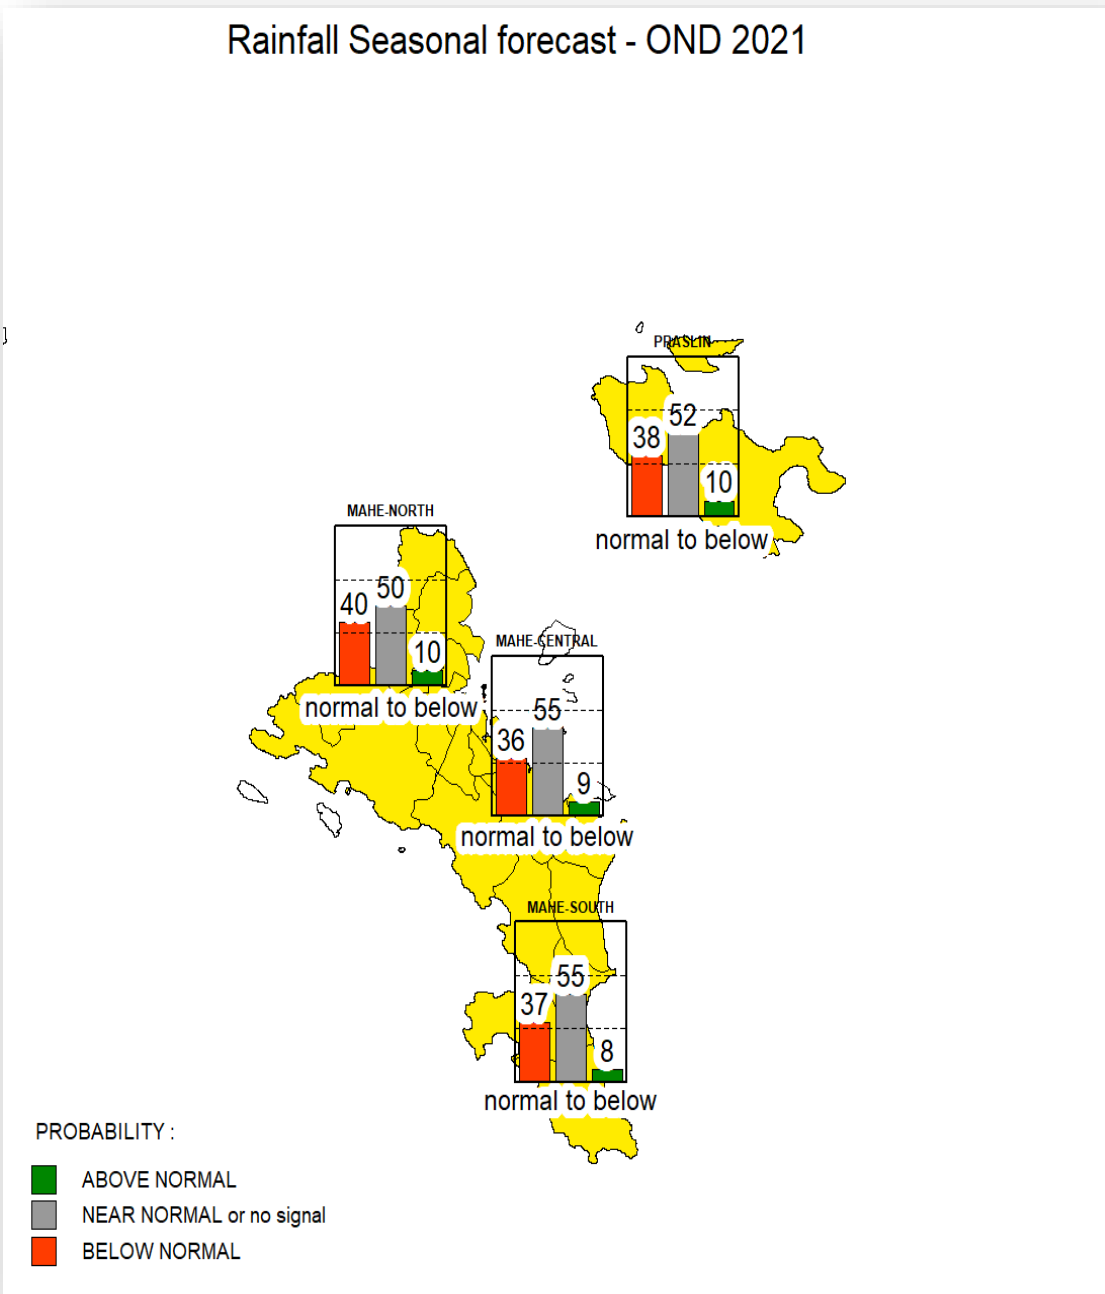 Rainfall Seasonal forecast - OND 2021
PRASLIN
38
52
10
normal to below
MAHE-NORTH
40
50
10
normal to below
MAHE-CENTRAL
36
55
9
normal to below
MAHE-SOUTH
37
55
8
normal to below
PROBABILITY :
ABOVE NORMAL
NEAR NORMAL or no signal
BELOW NORMAL